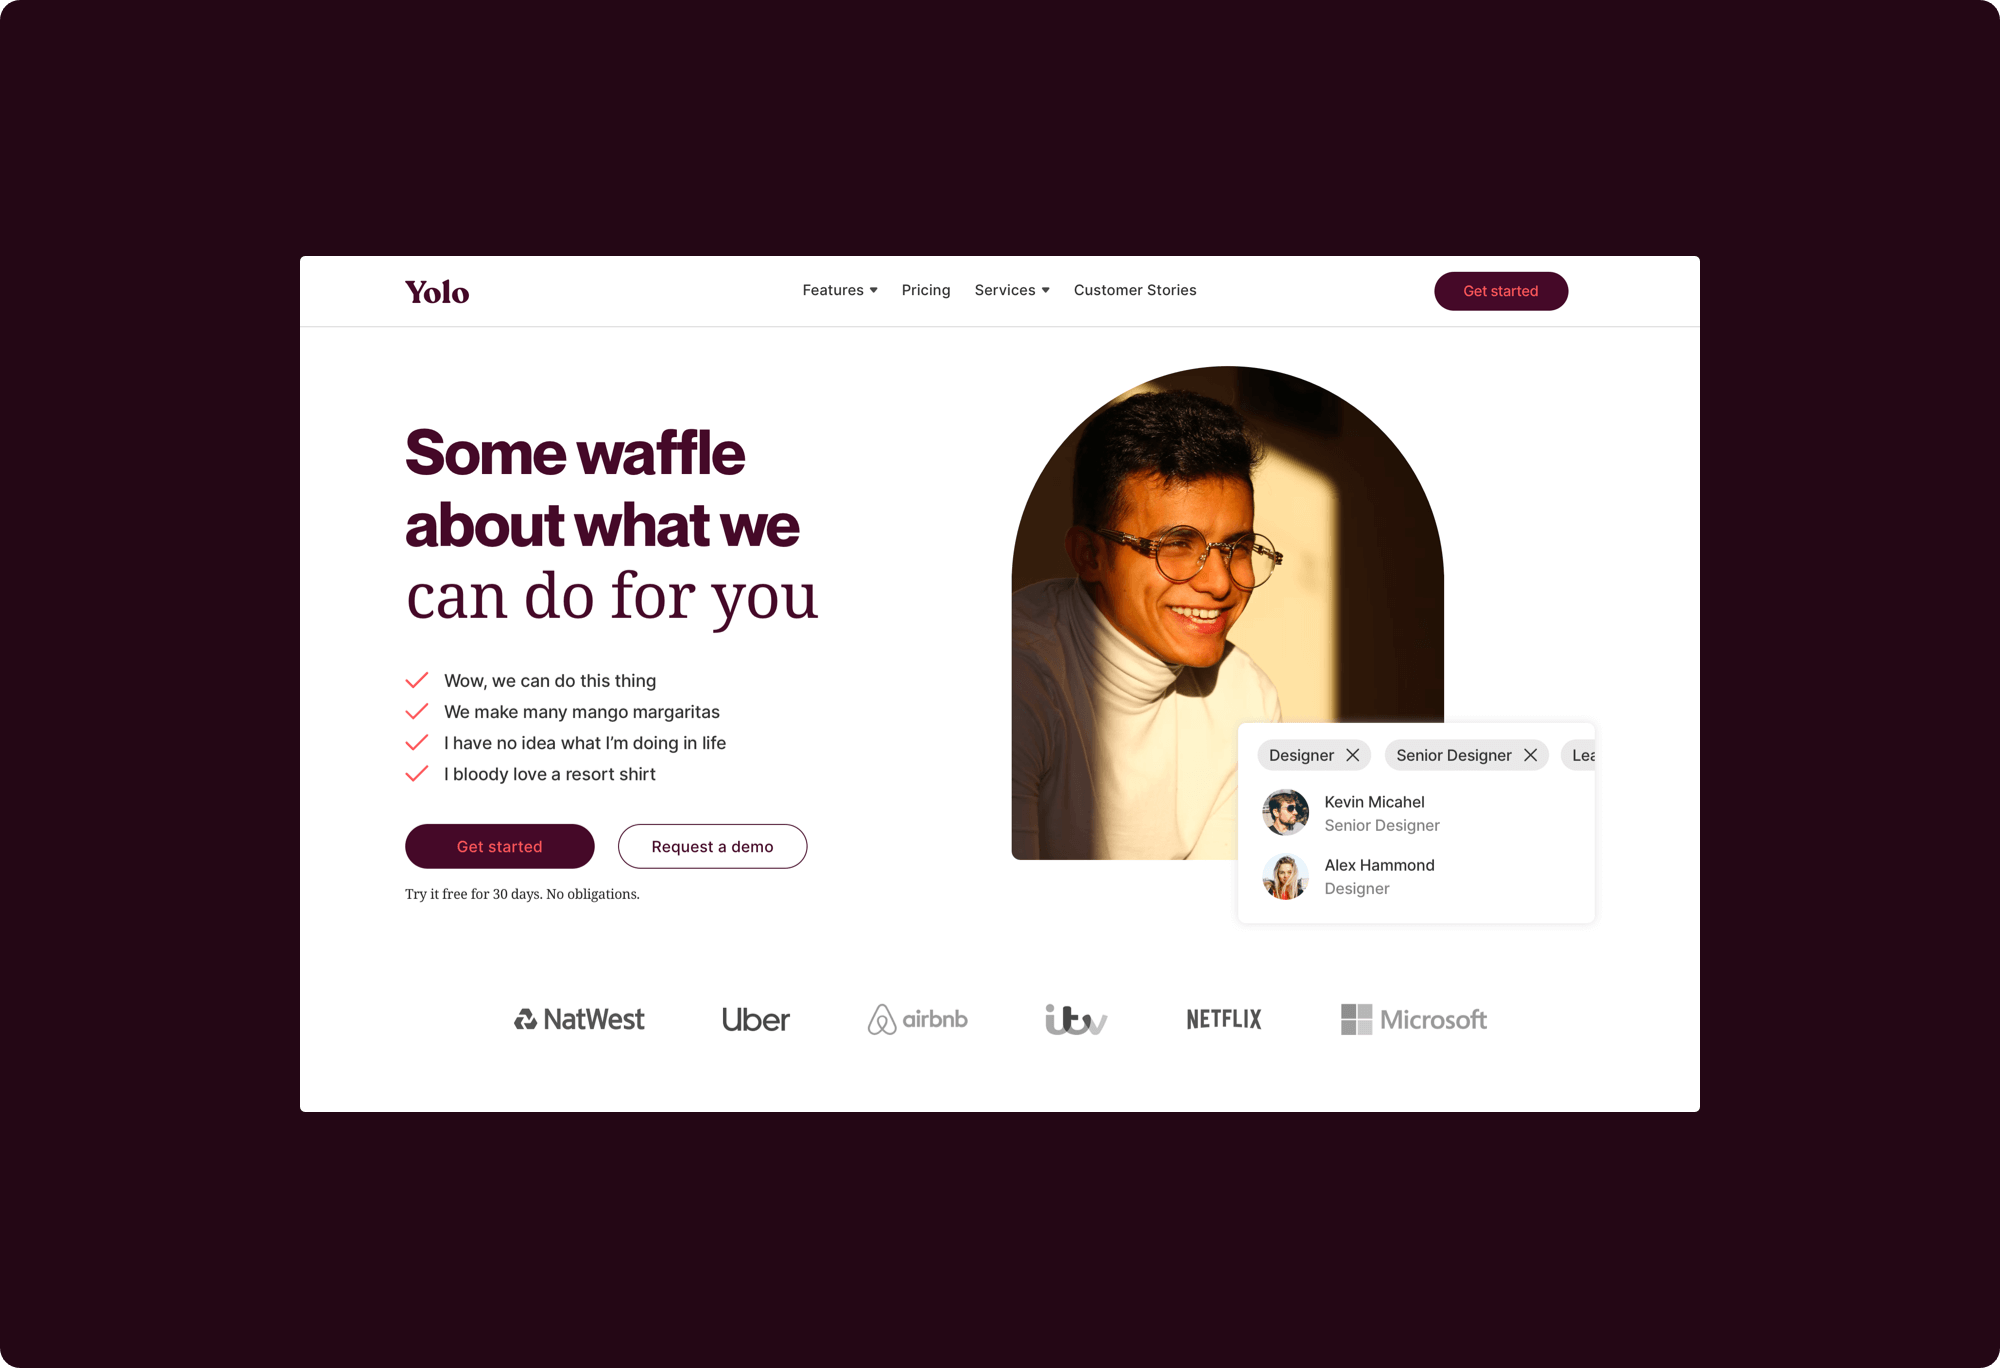 Yolo
Features
Pricing
Services
Customer Stories
Get started
Some waffle
about what we
can do for you
Wow, we can do this thing
We make many mango margaritas
I have no idea what I’m doing in life
I bloody love a resort shirt
Get started
Request a demo
Try it free for 30 days. No obligations.
Designer
Senior Designer
Lea
Kevin Micahel
Senior Designer
Alex Hammond
Designer
NatWest
Uber
airbnb
itv
NETFLIX
Microsoft